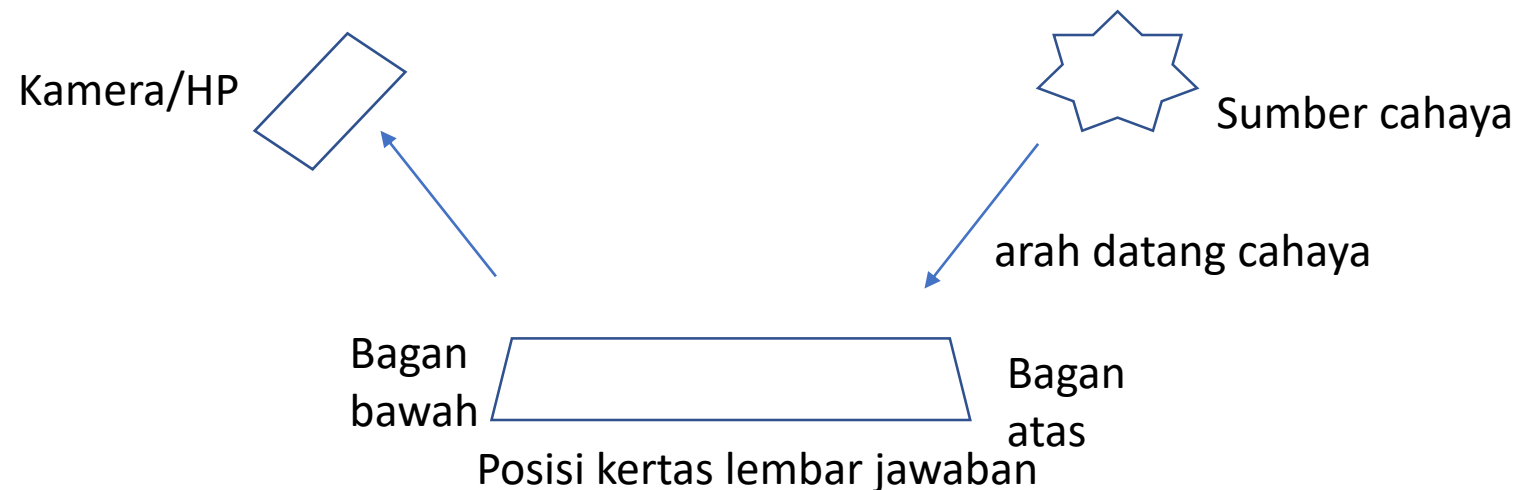 Kamera/HP
Sumber cahaya
arah datang cahaya
Bagan
bawah
Bagan
atas
Posisi kertas lembar jawaban